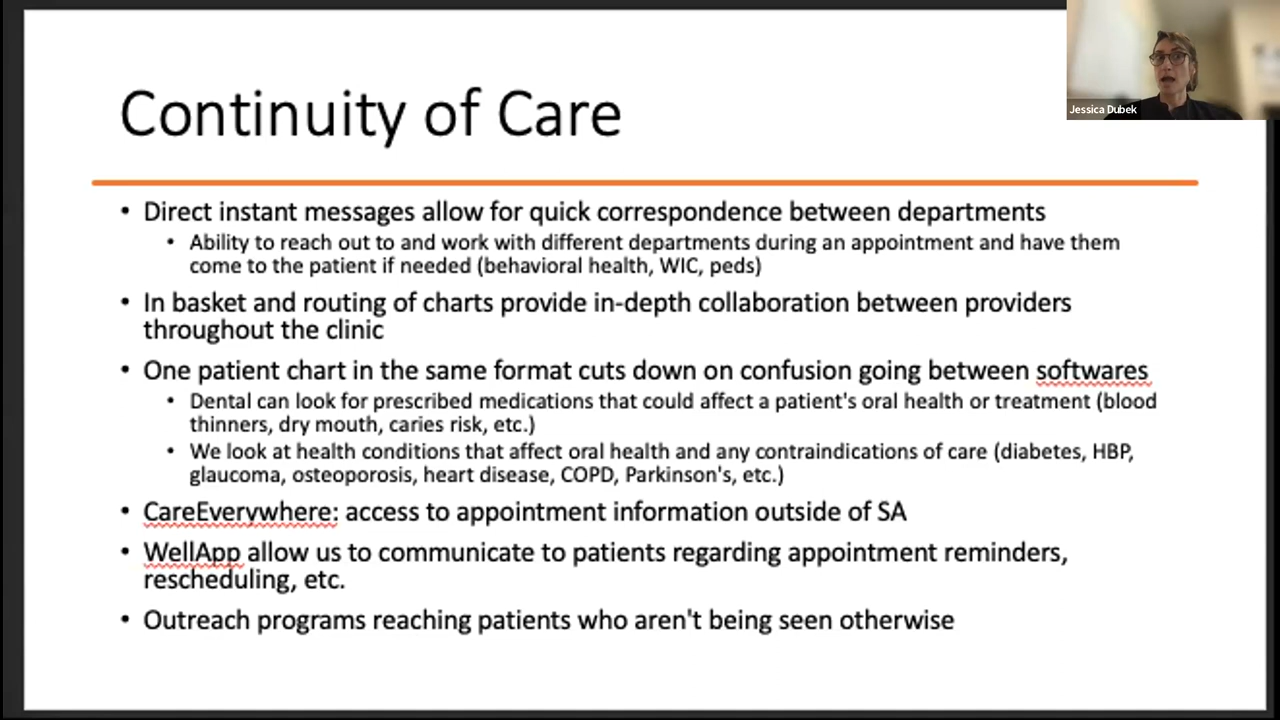 Continuity of Care
Jessica Dubek
• Direct instant messages allow for quick correspondence between departments
• Ability to reach out to and work with different departments during an appointment and have them
come to the patient if needed (behavioral health, WIC, peds)
• In basket and routing of charts provide in-depth collaboration between providers
throughout the clinic
• One patient chart in the same format cuts down on confusion going between softwares
• Dental can look for prescribed medications that could affect a patient's oral health or treatment (blood
thinners, dry mouth, caries risk, etc.)
• We look at health conditions that affect oral health and any contraindications of care (diabetes, HBP,
glaucoma, osteoporosis, heart disease, COPD, Parkinson's, etc.)
• CareEverywhere: access to appointment information outside of SA
• WellApp allow us to communicate to patients regarding appointment reminders,
rescheduling, etc.
• Outreach programs reaching patients who aren't being seen otherwise